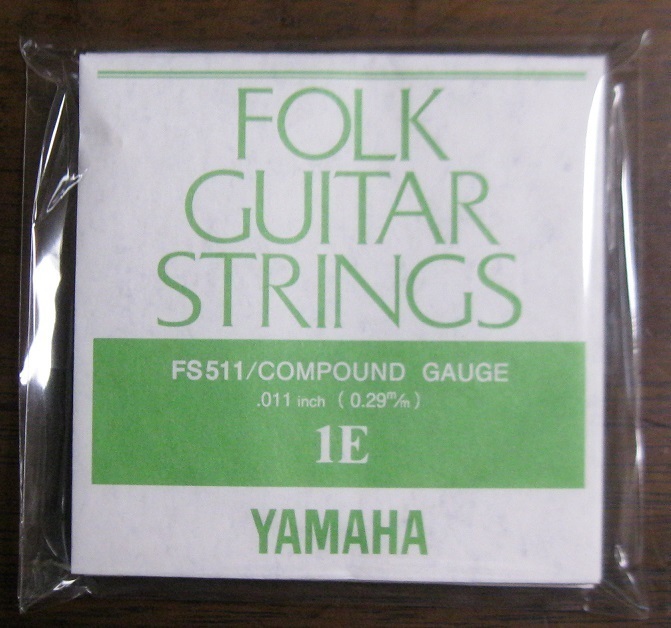 FOLK
GUITAR
STRINGS
FS511/COMPOUND GAUGE
.011 inch ( 0.29m/m )
1E
YAMAHA